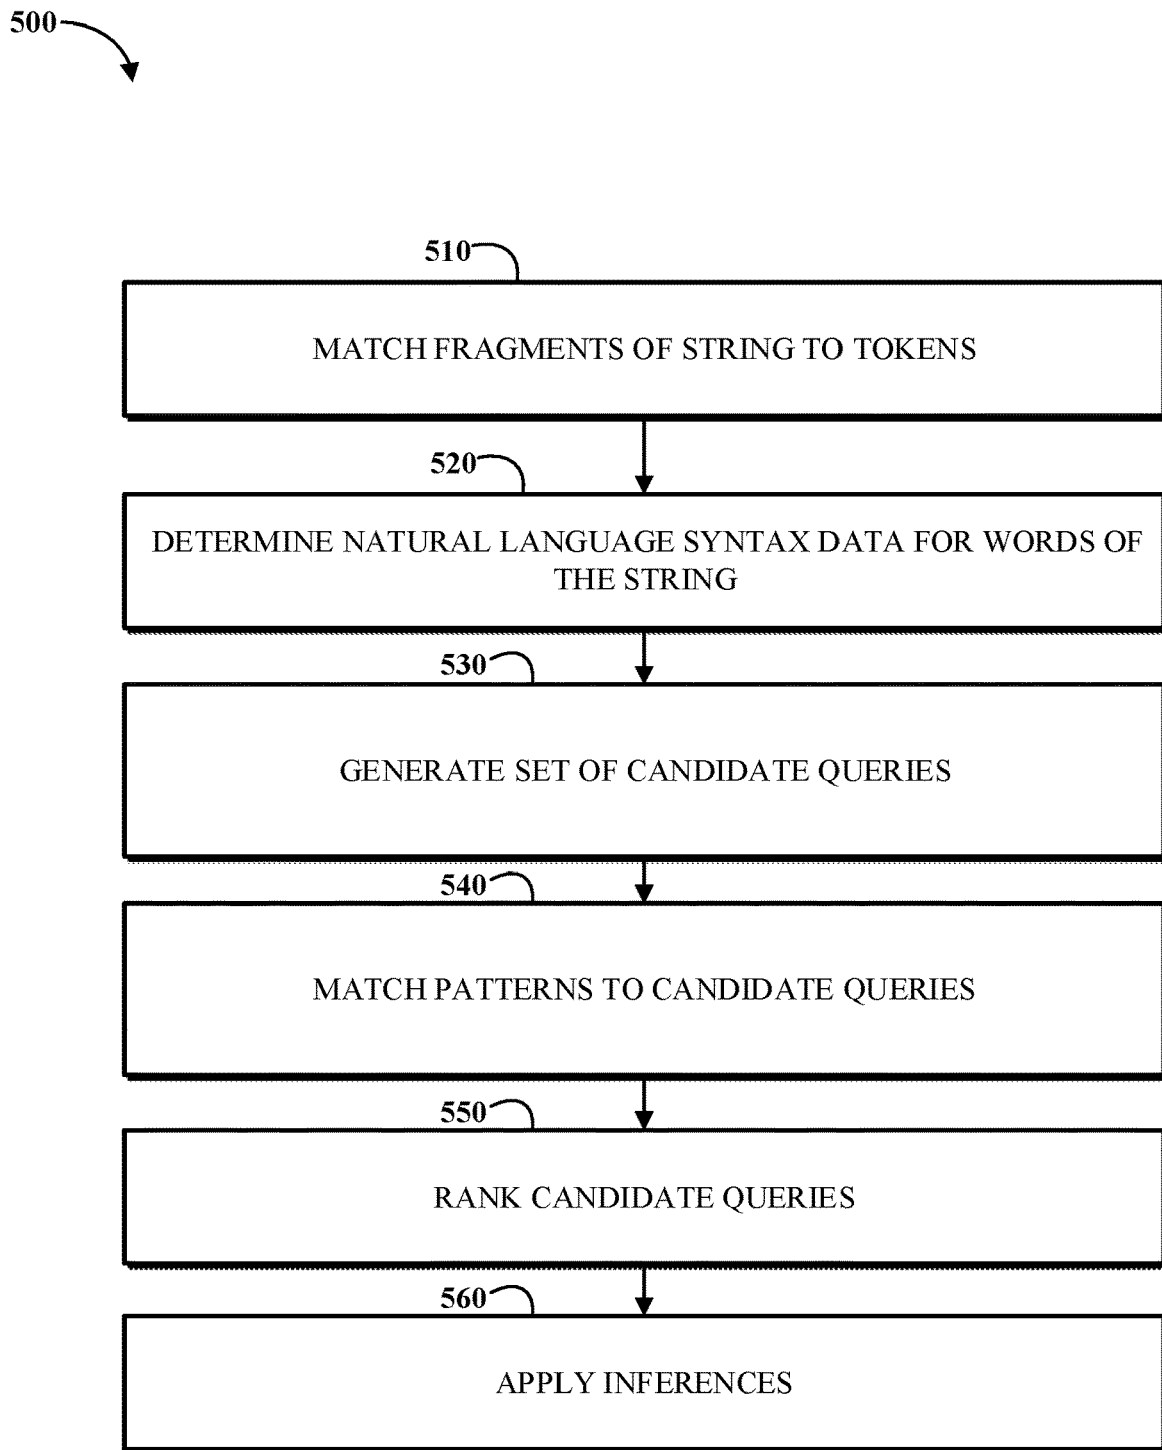 500
510
MATCH FRAGMENTS OF STRING TO TOKENS
520
DETERMINE NATURAL LANGUAGE SYNTAX DATA FOR WORDS OF
THE STRING
530
GENERATE SET OF CANDIDATE QUERIES
540
MATCH PATTERNS TO CANDIDATE QUERIES
550
RANK CANDIDATE QUERIES
560
APPLY INFERENCES